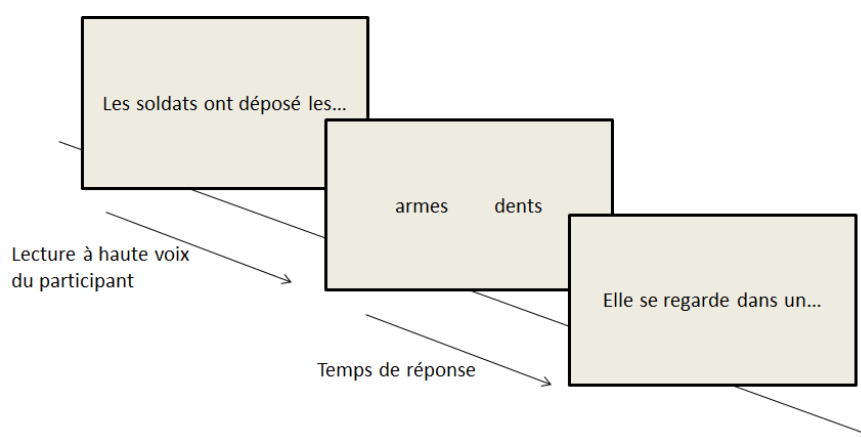 Les soldats ont déposé les...
armes dents
Lecture à haute voix
du participant
Elle se regarde dans un...
Temps de réponse